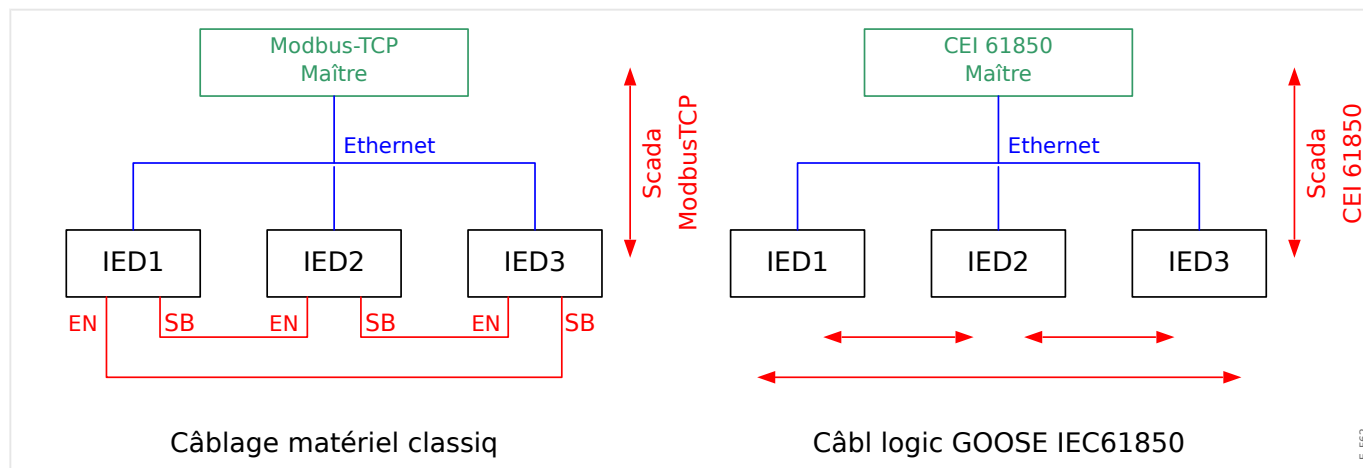 Modbus-TCP
Maître
Ethernet
Scada
ModbusTCP
IED1
IED2
IED3
EN
SB
EN
SB
EN
SB
Câblage matériel classiq
CEI 61850
Maître
Ethernet
Scada
CEI 61850
IED1
IED2
IED3
Câbl logic GOOSE IEC61850